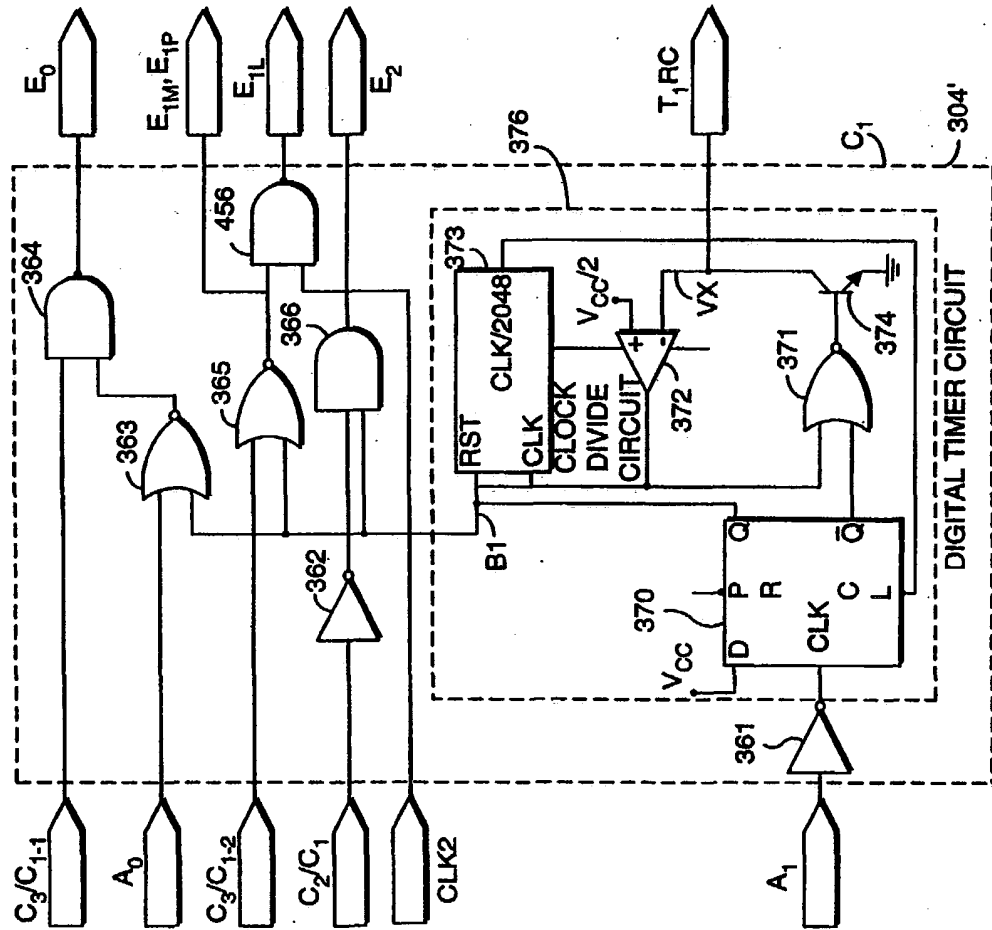 C3/C1-1
A0
C3/C1-2
C2/C1
CLK2
A1
E0
E1M, E1P
E1L
E2
T1RC
364
363
365
456
366
362
376
373
RST
CLK/2048
CLK
CLOCK
DIVIDE
CIRCUIT
VCC/2
+
-
372
VX
B1
370
VCC
D
P
R
Q
CLK
C
Q̅
L
371
374
361
DIGITAL TIMER CIRCUIT
C1
304'